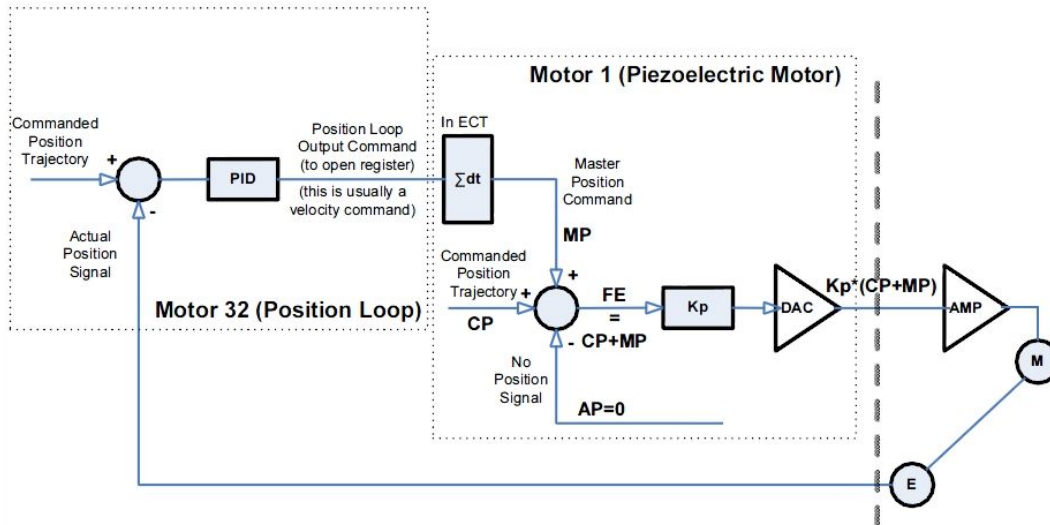 Motor 1 (Piezoelectric Motor)
Commanded
Position
Trajectory
+
-
PID
Position Loop
Output Command
(to open register)
(this is usually a
velocity command)
In ECT
∑dt
Master
Position
Command
MP
Actual
Position
Signal
Motor 32 (Position Loop)
Commanded
Position
Trajectory
+
+
CP
-
FE
=
CP+MP
Kp
DAC
Kp*(CP+MP)
AMP
M
No
Position
Signal
AP=0
E